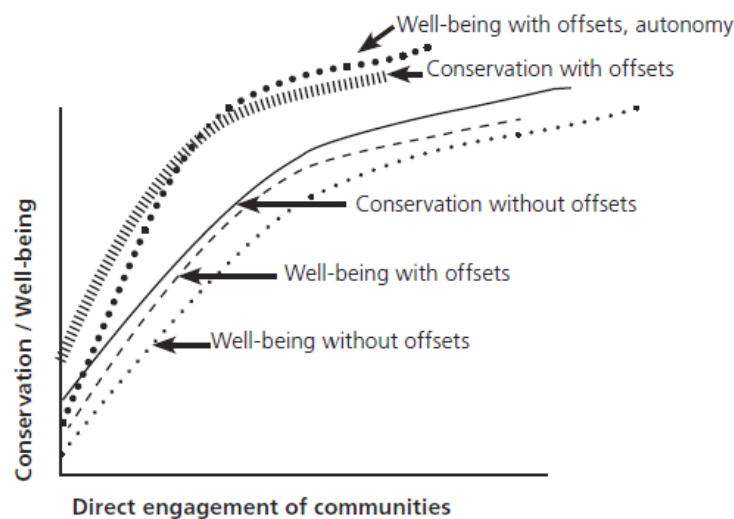 Well-being with offsets, autonomy
Conservation with offsets
Conservation without offsets
Well-being with offsets
Well-being without offsets
Conservation / Well-being
Direct engagement of communities